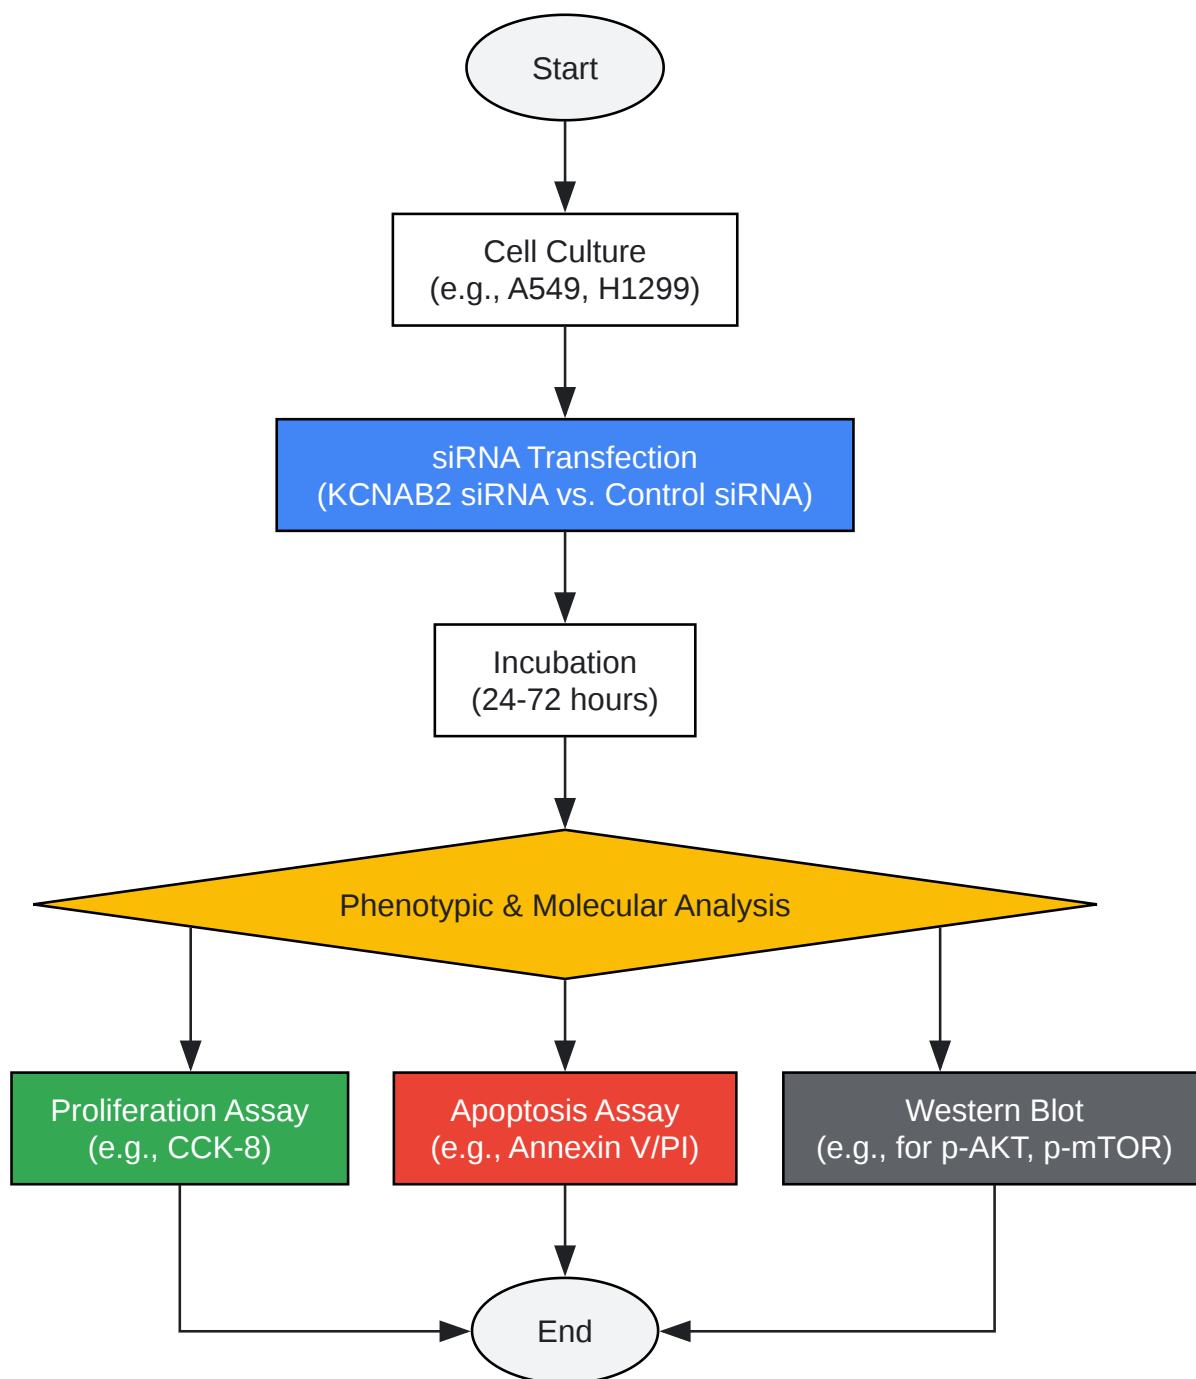 Start
Cell Culture
(e.g., A549, H1299)
siRNA Transfection
(KCNAB2 siRNA vs. Control siRNA)
Incubation
(24-72 hours)
Phenotypic & Molecular Analysis
Proliferation Assay
(e.g., CCK-8)
Apoptosis Assay
(e.g., Annexin V/PI)
Western Blot
(e.g., for p-AKT, p-mTOR)
End